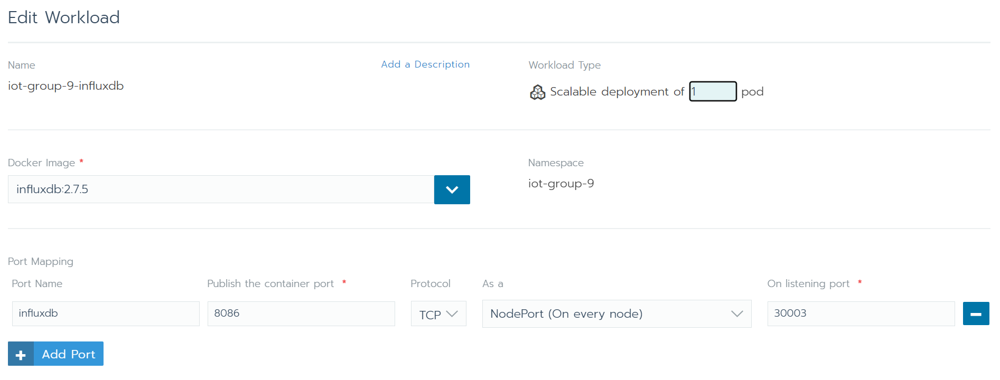 Edit Workload
Name
Add a Description
iot-group-9-influxdb
Workload Type
Scalable deployment of 1 pod
Docker Image *
influxdb:2.7.5
Namespace
iot-group-9
Port Mapping
Port Name
Publish the container port *
Protocol
As a
On listening port *
influxdb
8086
TCP
NodePort (On every node)
30003
Add Port